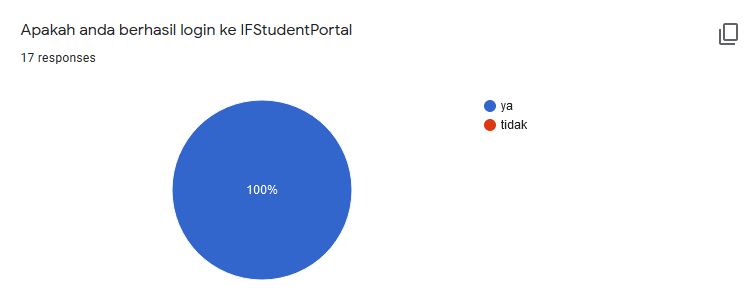 Apakah anda berhasil login ke IFStudentPortal
17 responses
ya
tidak
100%